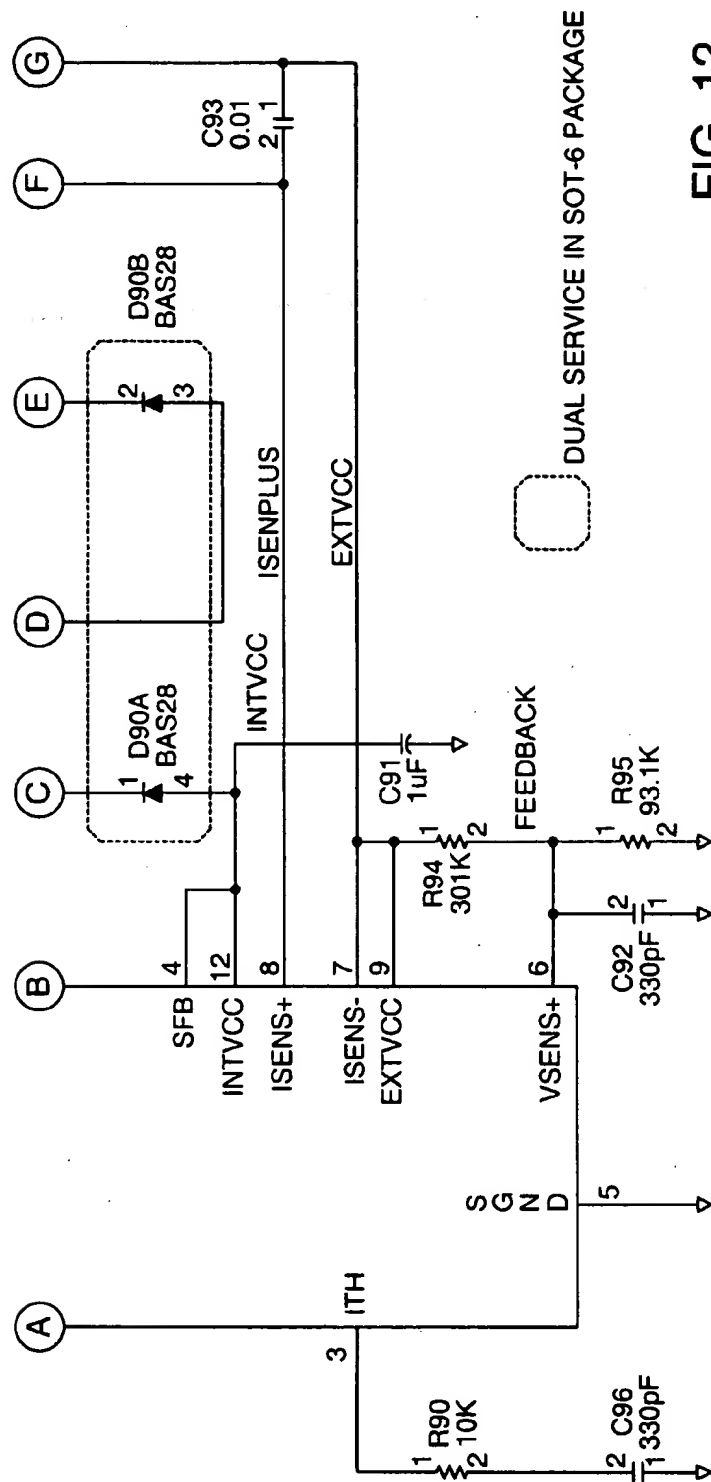 A
B
C
D
E
F
G
D90A
BAS28
1
4
D90B
BAS28
2
3
C93
0.01
2 1
SFB
4
INTVCC
12
INTVCC
ISENS+
8
ISENPLUS
ISENS-
7
EXTVCC
EXTVCC
9
C91
1uF
ITH
3
R94
301K
1
2
FEEDBACK
VSENS+
6
SGND
5
R90
10K
1
2
C96
330pF
2
1
C92
330pF
2
1
R95
93.1K
1
2
DUAL SERVICE IN SOT-6 PACKAGE
FIG 12